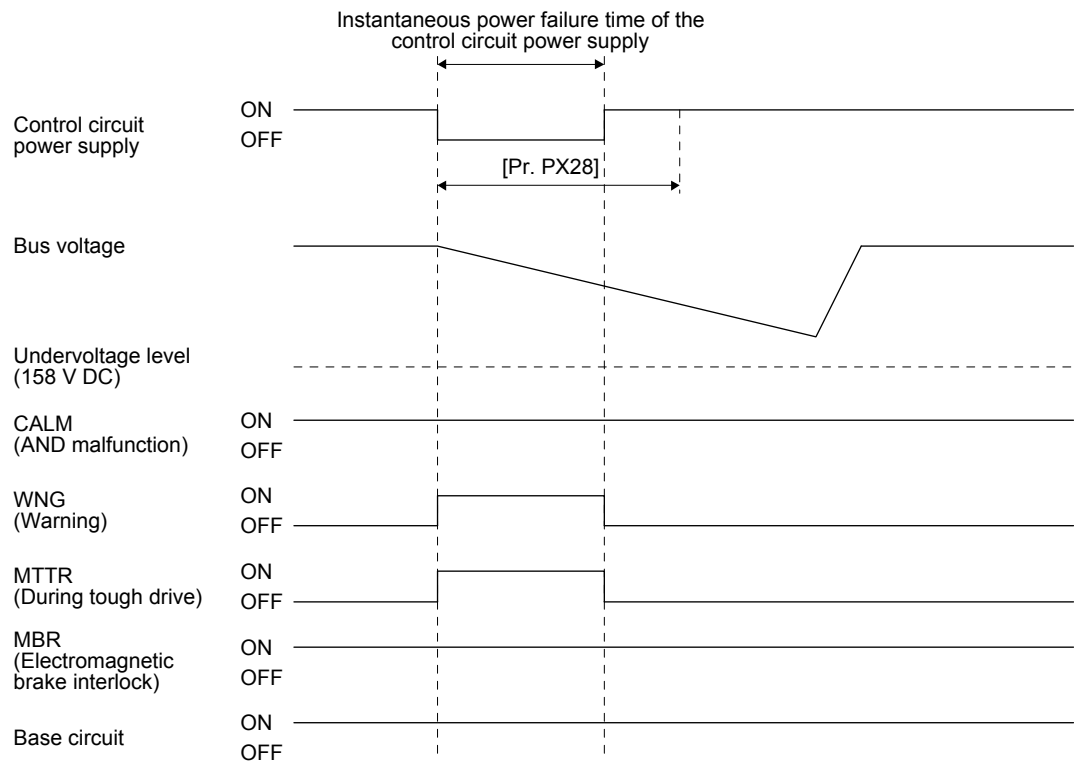 Instantaneous power failure time of the
control circuit power supply
Control circuit
power supply
ON
OFF
[Pr. PX28]
Bus voltage
Undervoltage level
(158 V DC)
CALM
(AND malfunction)
ON
OFF
WNG
(Warning)
ON
OFF
MTTR
(During tough drive)
ON
OFF
MBR
(Electromagnetic
brake interlock)
ON
OFF
Base circuit
ON
OFF